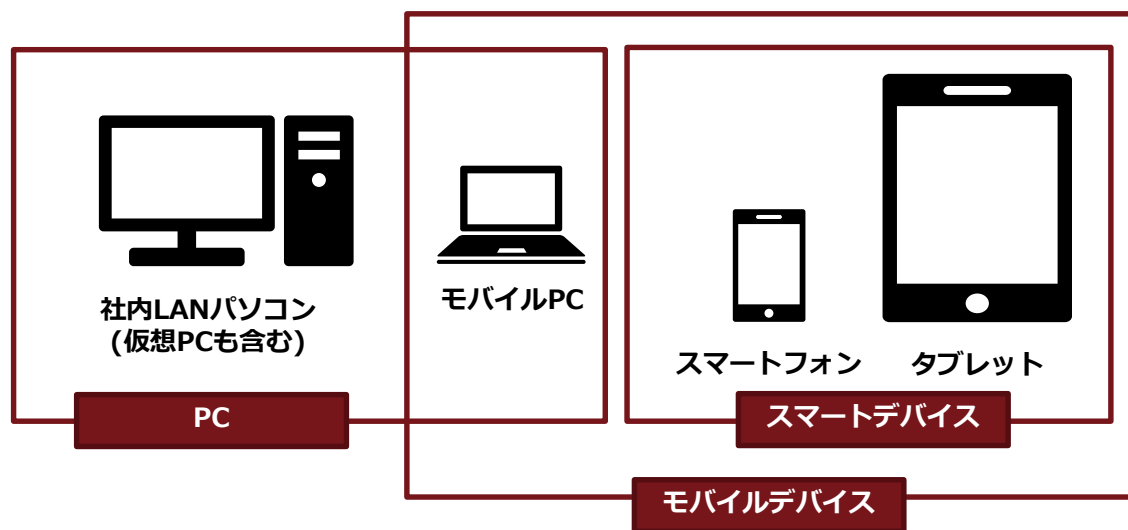 社内LANパソコン
(仮想PCも含む)
モバイルPC
スマートフォン
タブレット
PC
スマートデバイス
モバイルデバイス